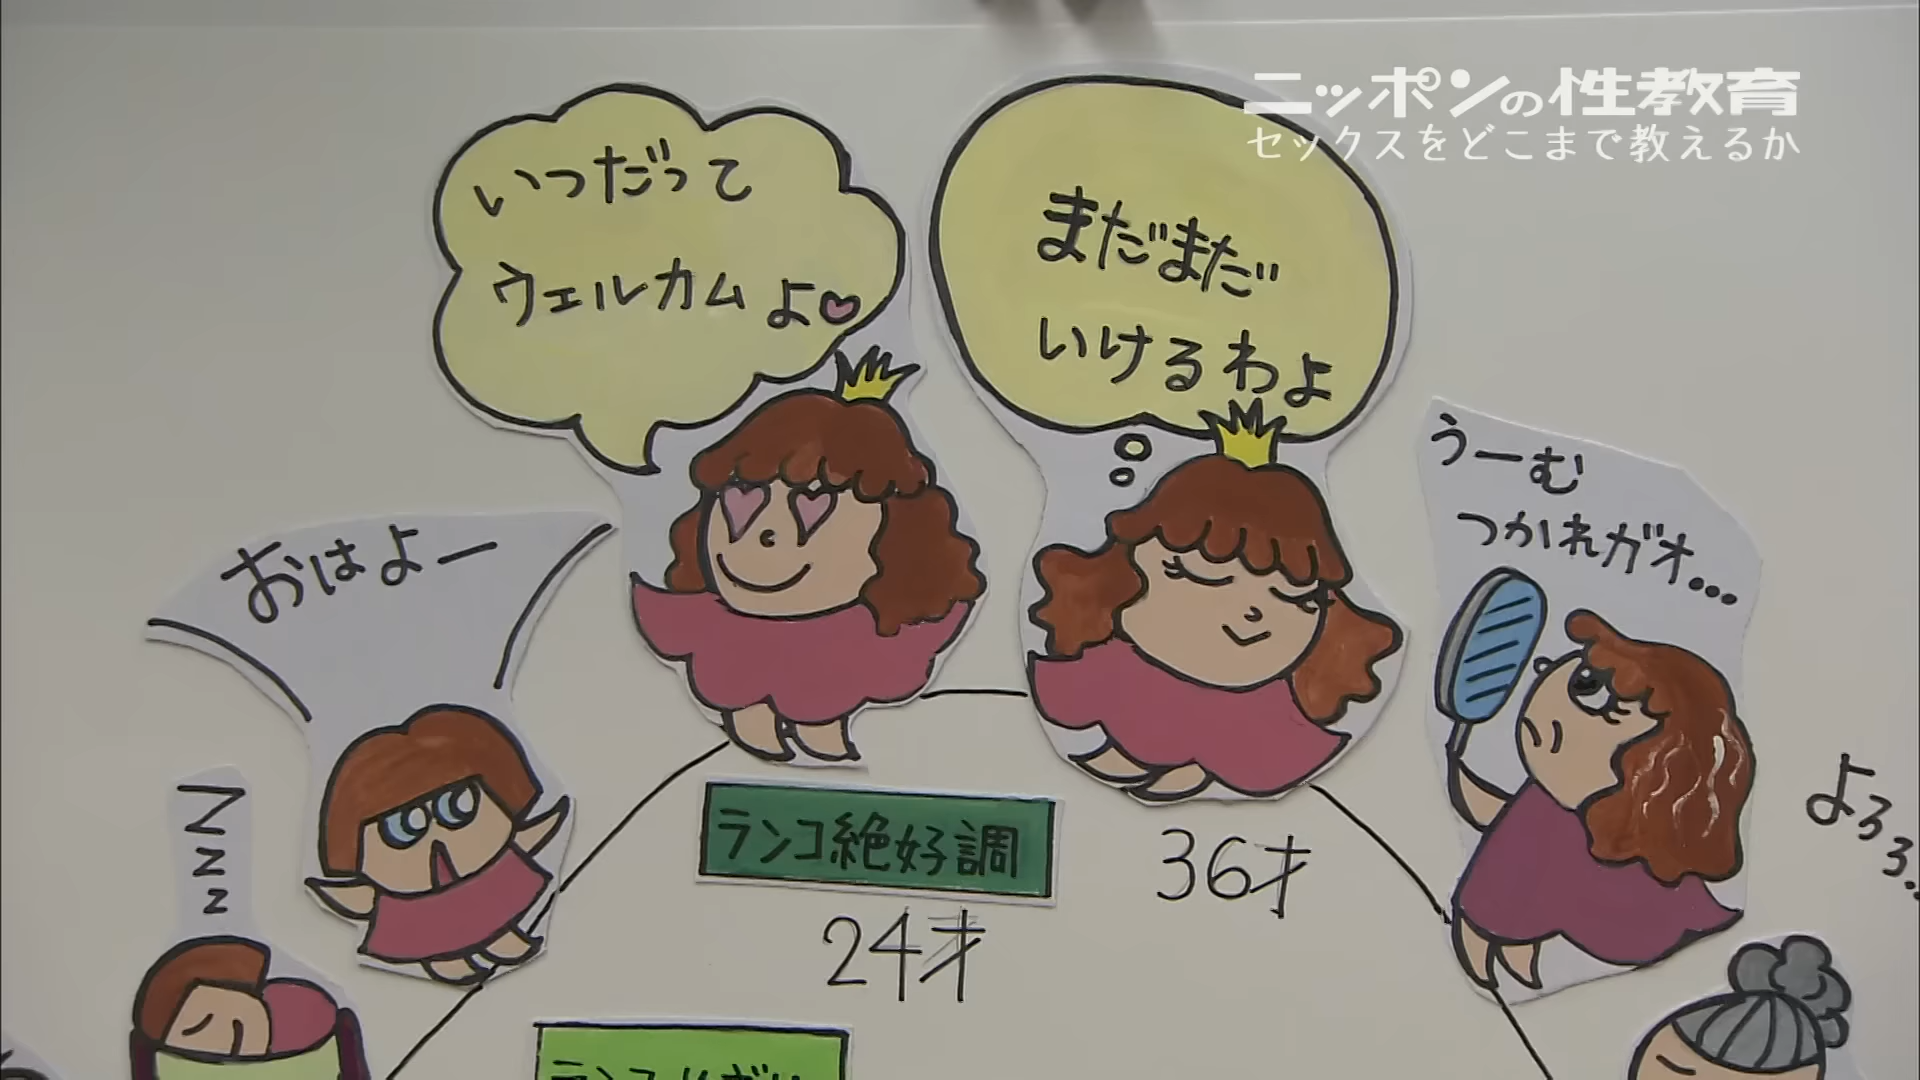 ニッポンの性教育
セックスをどこまで教えるか
いつだって
ウェルカムよ♡
まだまだ
いけるわよ
うーむ
つかれガオ...
おはよー
よろろ..
Zzzz
ランコ絶好調
36才
24才